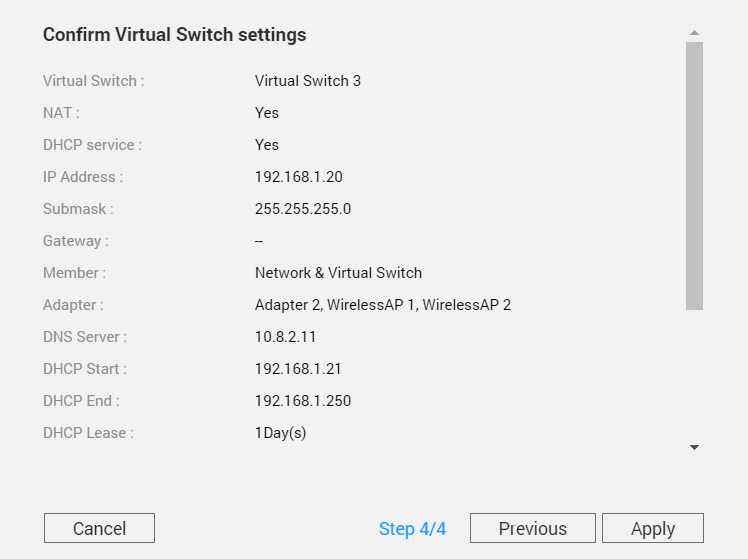 Confirm Virtual Switch settings
Virtual Switch : Virtual Switch 3
NAT : Yes
DHCP service : Yes
IP Address : 192.168.1.20
Submask : 255.255.255.0
Gateway : --
Member : Network & Virtual Switch
Adapter : Adapter 2, WirelessAP 1, WirelessAP 2
DNS Server : 10.8.2.11
DHCP Start : 192.168.1.21
DHCP End : 192.168.1.250
DHCP Lease : 1Day(s)
Cancel Step 4/4 Previous Apply